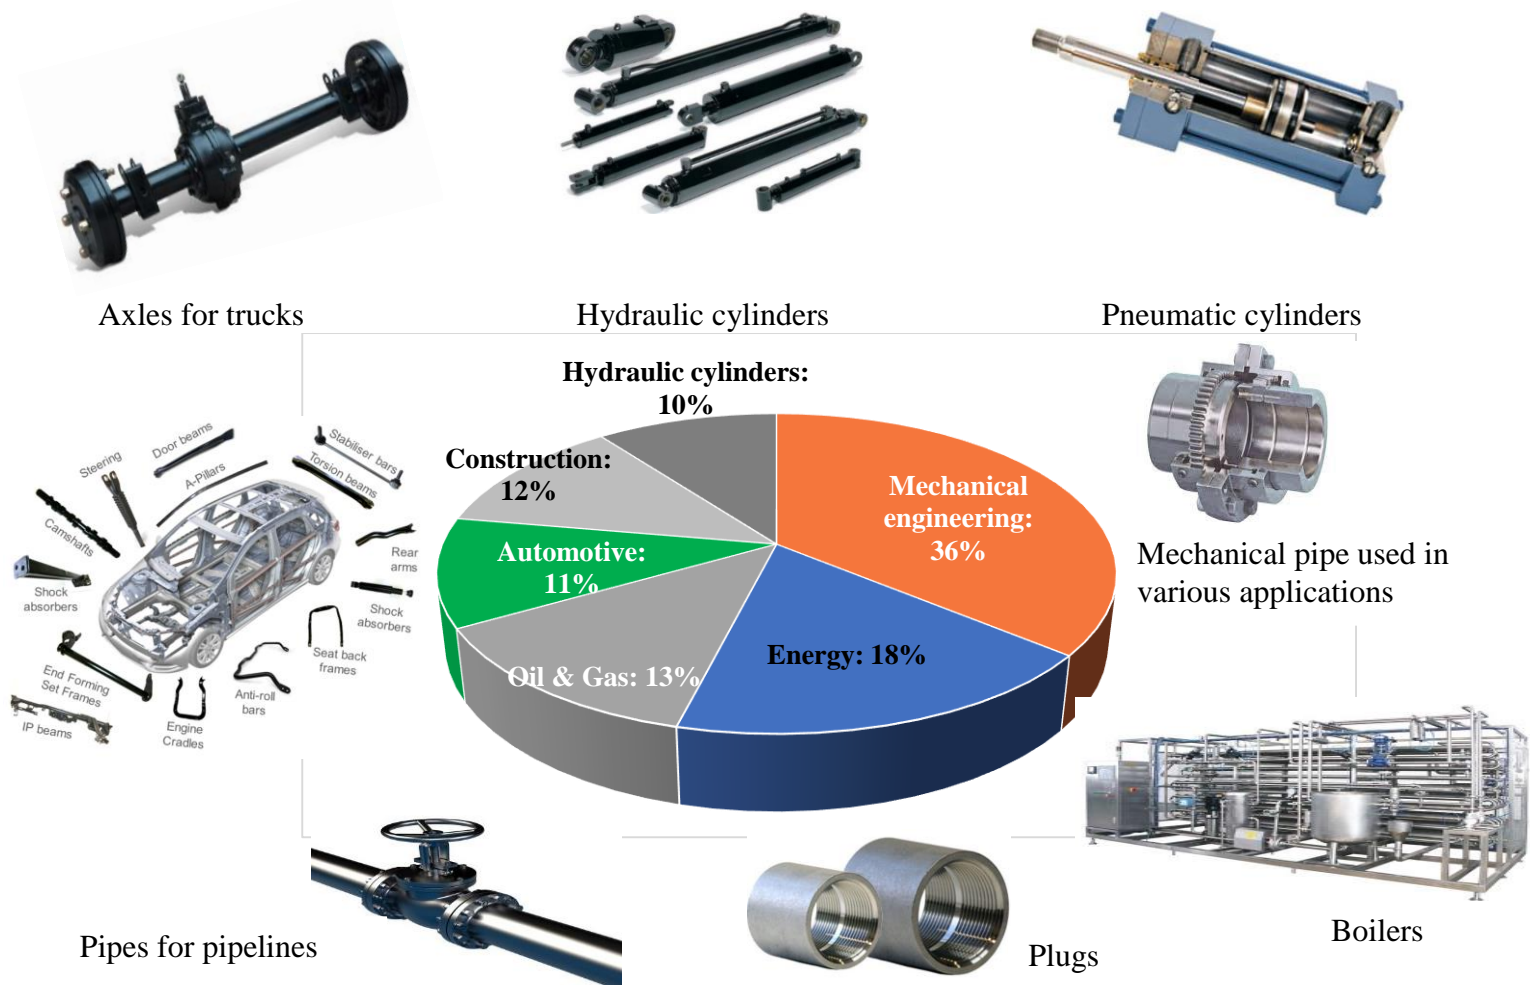 Axles for trucks
Hydraulic cylinders
Pneumatic cylinders
Hydraulic cylinders:
10%
Construction:
12%
Mechanical
engineering:
36%
Automotive:
11%
Energy: 18%
Oil & Gas: 13%
Door beams
Stabiliser bars
Steering
A-Pillars
Torsion beams
Camshafts
Rear
arms
Shock
absorbers
Shock
absorbers
Seat back
frames
End Forming
Set Frames
Anti-roll
bars
IP beams
Engine
Cradles
Mechanical pipe used in
various applications
Pipes for pipelines
Plugs
Boilers